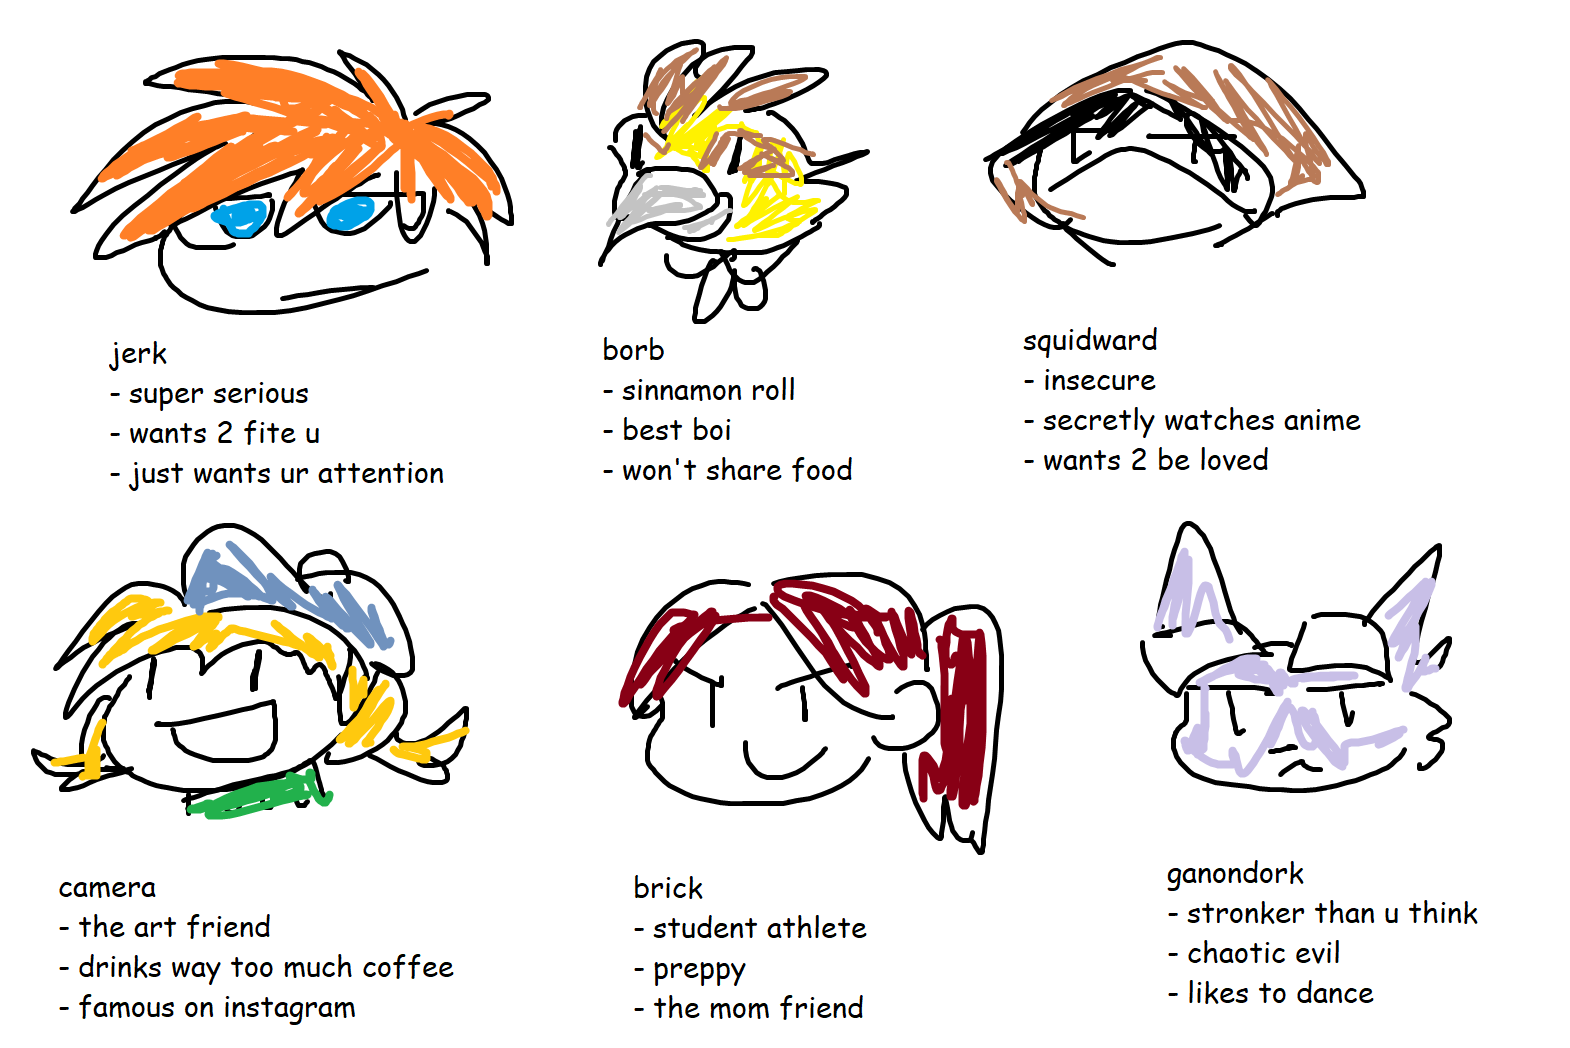 jerk
- super serious
- wants 2 fite u
- just wants ur attention
borb
- sinnamon roll
- best boi
- won't share food
squidward
- insecure
- secretly watches anime
- wants 2 be loved
camera
- the art friend
- drinks way too much coffee
- famous on instagram
brick
- student athlete
- preppy
- the mom friend
ganondork
- stronker than u think
- chaotic evil
- likes to dance